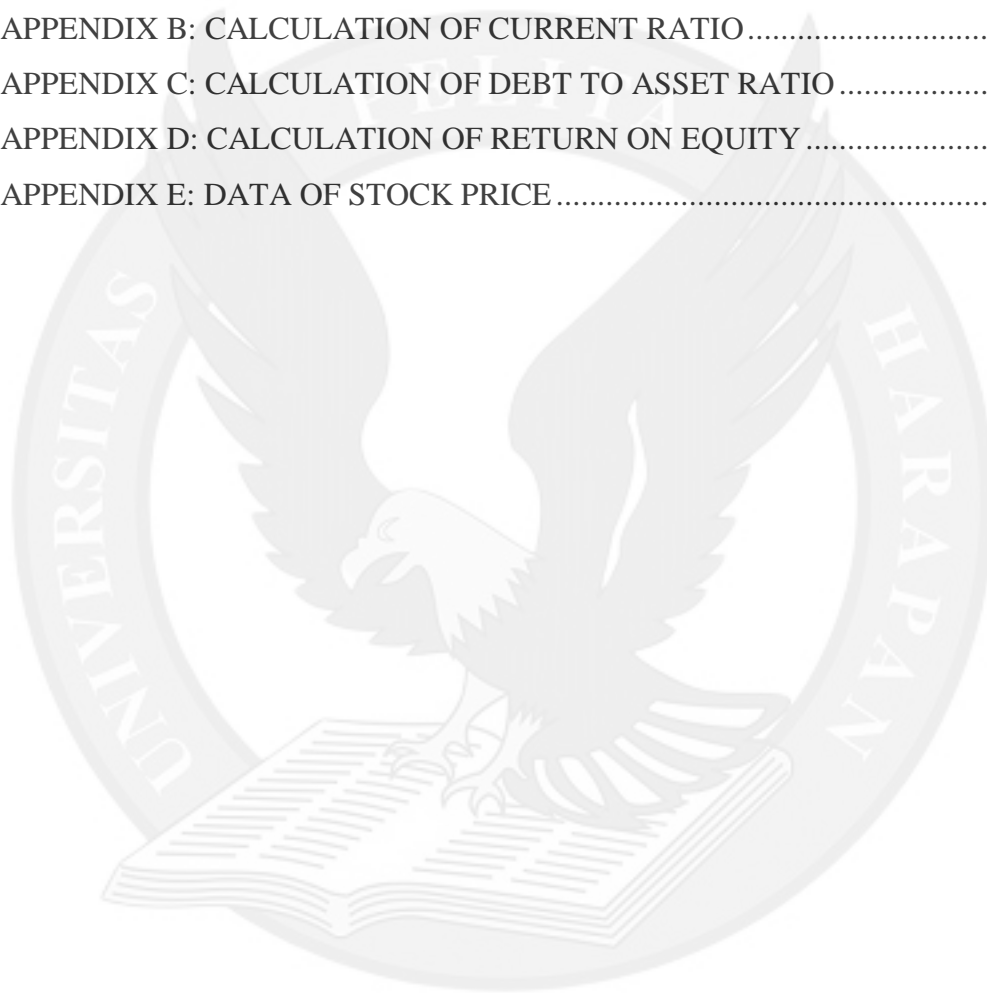 APPENDIX B: CALCULATION OF CURRENT RATIO .............................
APPENDIX C: CALCULATION OF DEBT TO ASSET RATIO ..................
APPENDIX D: CALCULATION OF RETURN ON EQUITY ......................
APPENDIX E: DATA OF STOCK PRICE ....................................................
UNIVERSITAS PELITA HARAPAN